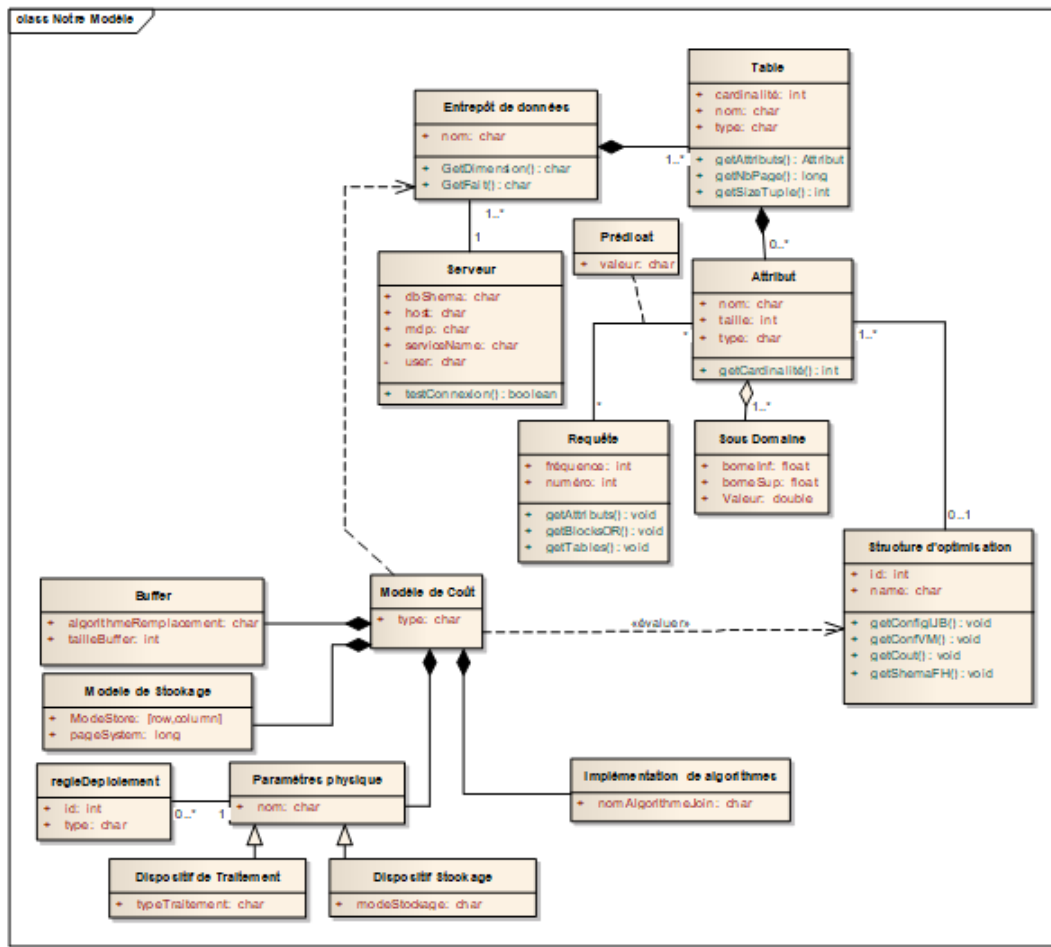 class Notre Modèle
Table
+ cardinalité: int
+ nom: char
+ type: char
+ getAttributs() : Attribut
+ getNbPage() : long
+ getSizeTuple() : int
Entrepôt de données
+ nom: char
+ GetDimension() : char
+ GetFait() : char
1..*
1..*
1
0..*
Serveur
+ dbShema: char
+ host: char
+ mdp: char
+ serviceName: char
- user: char
+ testConnexion() : boolean
Prédicat
+ valeur: char
Attribut
+ nom: char
+ taille: int
+ type: char
+ getCardinalité() : int
*
1..*
*
1..*
Requête
+ fréquence: int
+ numéro: int
+ getAttributs() : void
+ getBlocksOR() : void
+ getTables() : void
Sous Domaine
+ borneInf: float
+ borneSup: float
+ Valeur: double
0..1
Structure d'optimisation
+ id: int
+ name: char
+ getConfigIJB() : void
+ getConfVM() : void
+ getCout() : void
+ getShemaFH() : void
Modèle de Coût
+ type: char
«évaluer»
Buffer
+ algorithmeRemplacement: char
+ tailleBuffer: int
Modele de Stockage
+ ModeStore: [row,column]
+ pageSystem: long
regleDeploiement
+ id: int
+ type: char
0..*
1
Paramètres physique
+ nom: char
Implémentation de algorithmes
+ nomAlgorithmeJoin: char
Dispositif de Traitement
+ typeTraitement: char
Dispositif Stockage
+ modeStockage: char